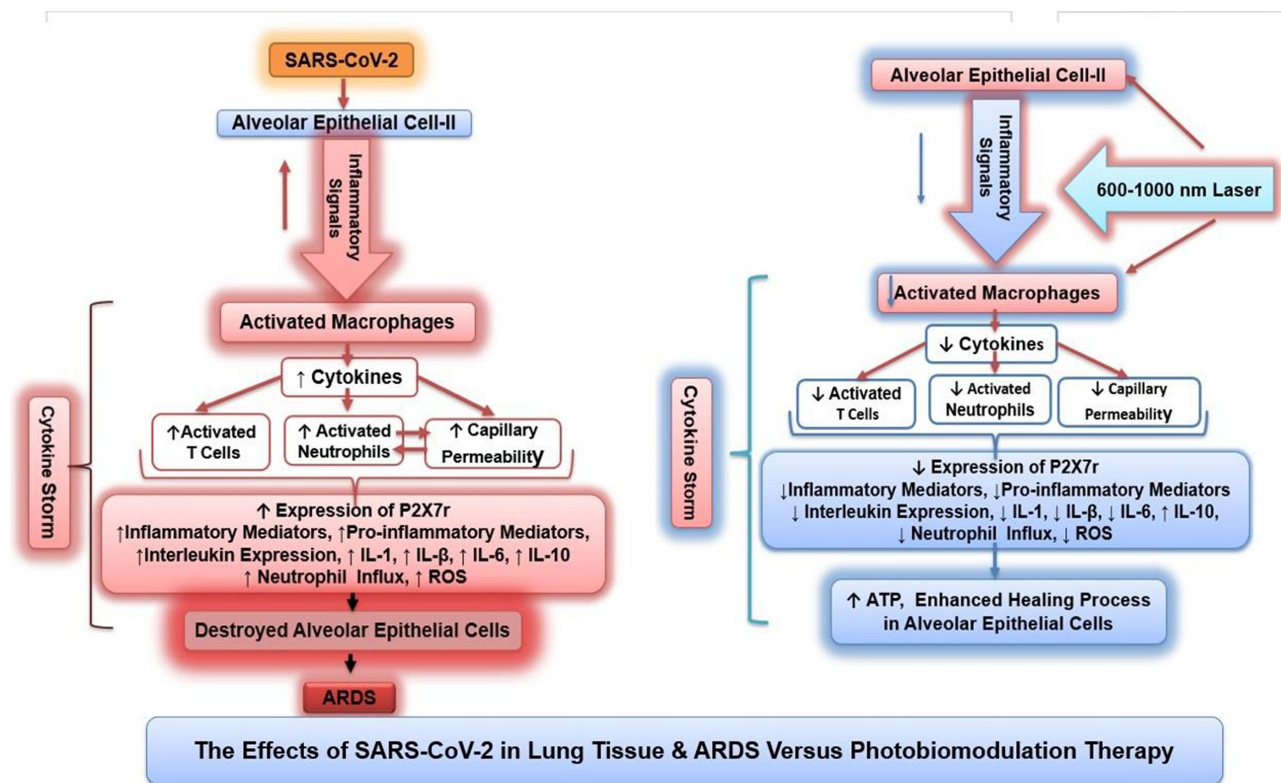 SARS-CoV-2
Alveolar Epithelial Cell-II
Inflammatory
Signals
Activated Macrophages
↑ Cytokines
↑Activated
T Cells
↑ Activated
Neutrophils
↑ Capillary
Permeability
Cytokine Storm
↑ Expression of P2X7r
↑Inflammatory Mediators, ↑Pro-inflammatory Mediators,
↑Interleukin Expression, ↑ IL-1, ↑ IL-β, ↑ IL-6, ↑ IL-10
↑ Neutrophil Influx, ↑ ROS
Destroyed Alveolar Epithelial Cells
ARDS
Alveolar Epithelial Cell-II
Inflammatory
Signals
600-1000 nm Laser
↓Activated Macrophages
↓ Cytokines
↓ Activated
T Cells
↓ Activated
Neutrophils
↓ Capillary
Permeability
Cytokine Storm
↓ Expression of P2X7r
↓Inflammatory Mediators, ↓Pro-inflammatory Mediators
↓ Interleukin Expression, ↓ IL-1, ↓ IL-β, ↓ IL-6, ↑ IL-10,
↓ Neutrophil Influx, ↓ ROS
↑ ATP, Enhanced Healing Process
in Alveolar Epithelial Cells
The Effects of SARS-CoV-2 in Lung Tissue & ARDS Versus Photobiomodulation Therapy